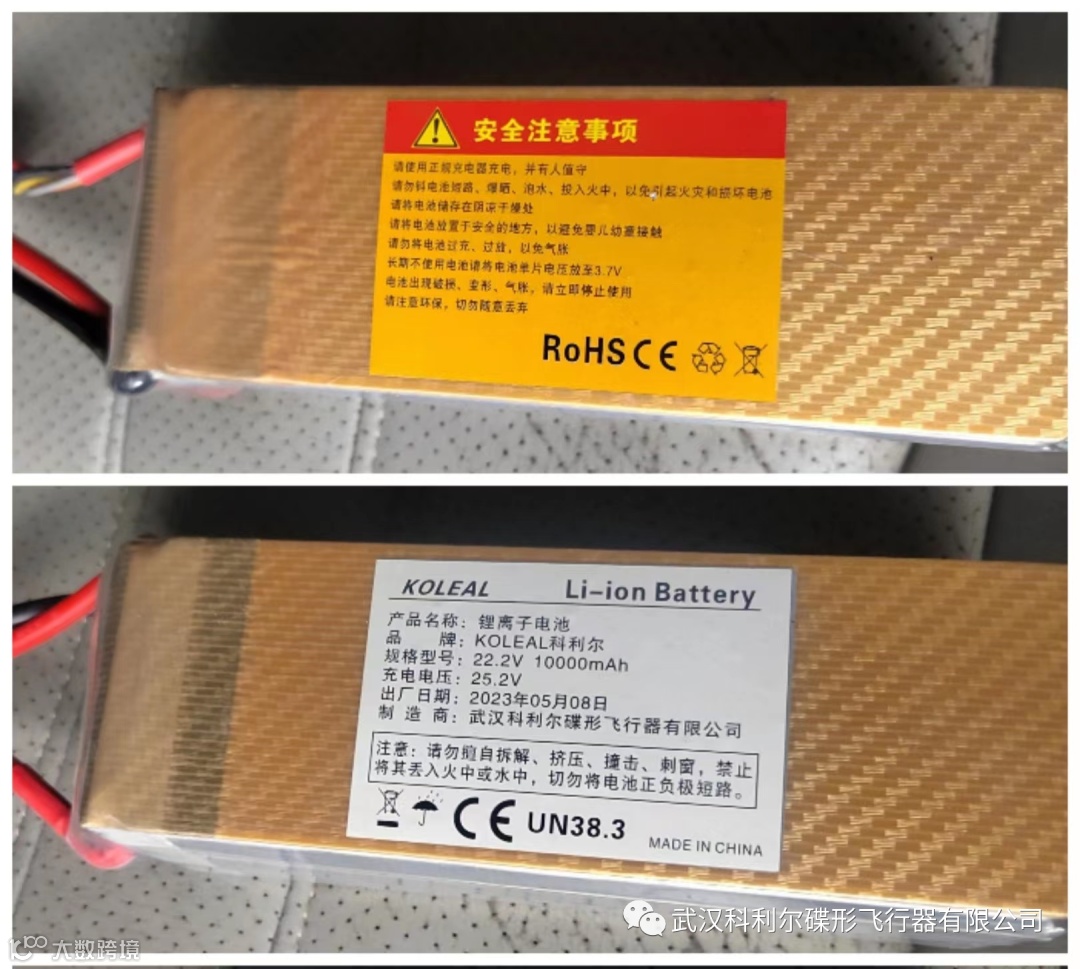 安全注意事项
请使用正规充电器充电，并有人值守
请勿斜电池短路、爆晒、泡水、投入火中，以免引起火灾和损坏电池
请将电池储存在阴凉干燥处
请将电池放置于安全的地方，以避免婴儿幼童接触
请勿将电池过充、过放，以免气胀
长期不使用电池请将电池单片电压放至3.7V
电池出现破损、变形、气胀，请立即停止使用
请注意环保，切勿随意丢弃
RoHS CE
KOLEAL Li-ion Battery
产品名称：锂离子电池
品 牌：KOLEAL科利尔
规格型号：22.2V 10000mAh
充电电压：25.2V
出厂日期：2023年05月08日
制 造 商：武汉科利尔碟形飞行器有限公司
注意：请勿擅自拆解、挤压、撞击、刺窗，禁止
将其丢入火中或水中，切勿将电池正负极短路。
CE UN38.3 MADE IN CHINA
武汉科利尔碟形飞行器有限公司
大数跨境